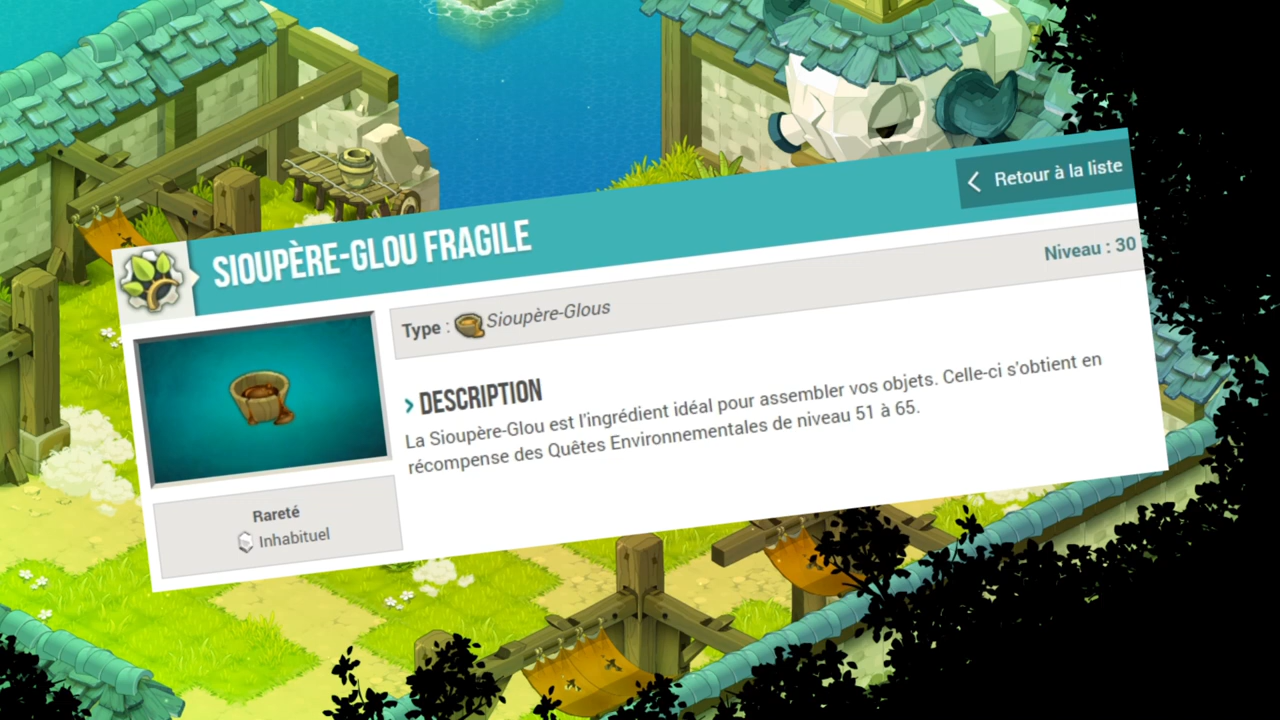 Retour à la liste
SIOUPÈRE-GLOU FRAGILE
Niveau : 30
Type : Sioupère-Glous
DESCRIPTION
La Sioupère-Glou est l'ingrédient idéal pour assembler vos objets. Celle-ci s'obtient en
récompense des Quêtes Environnementales de niveau 51 à 65.
Rareté
Inhabituel